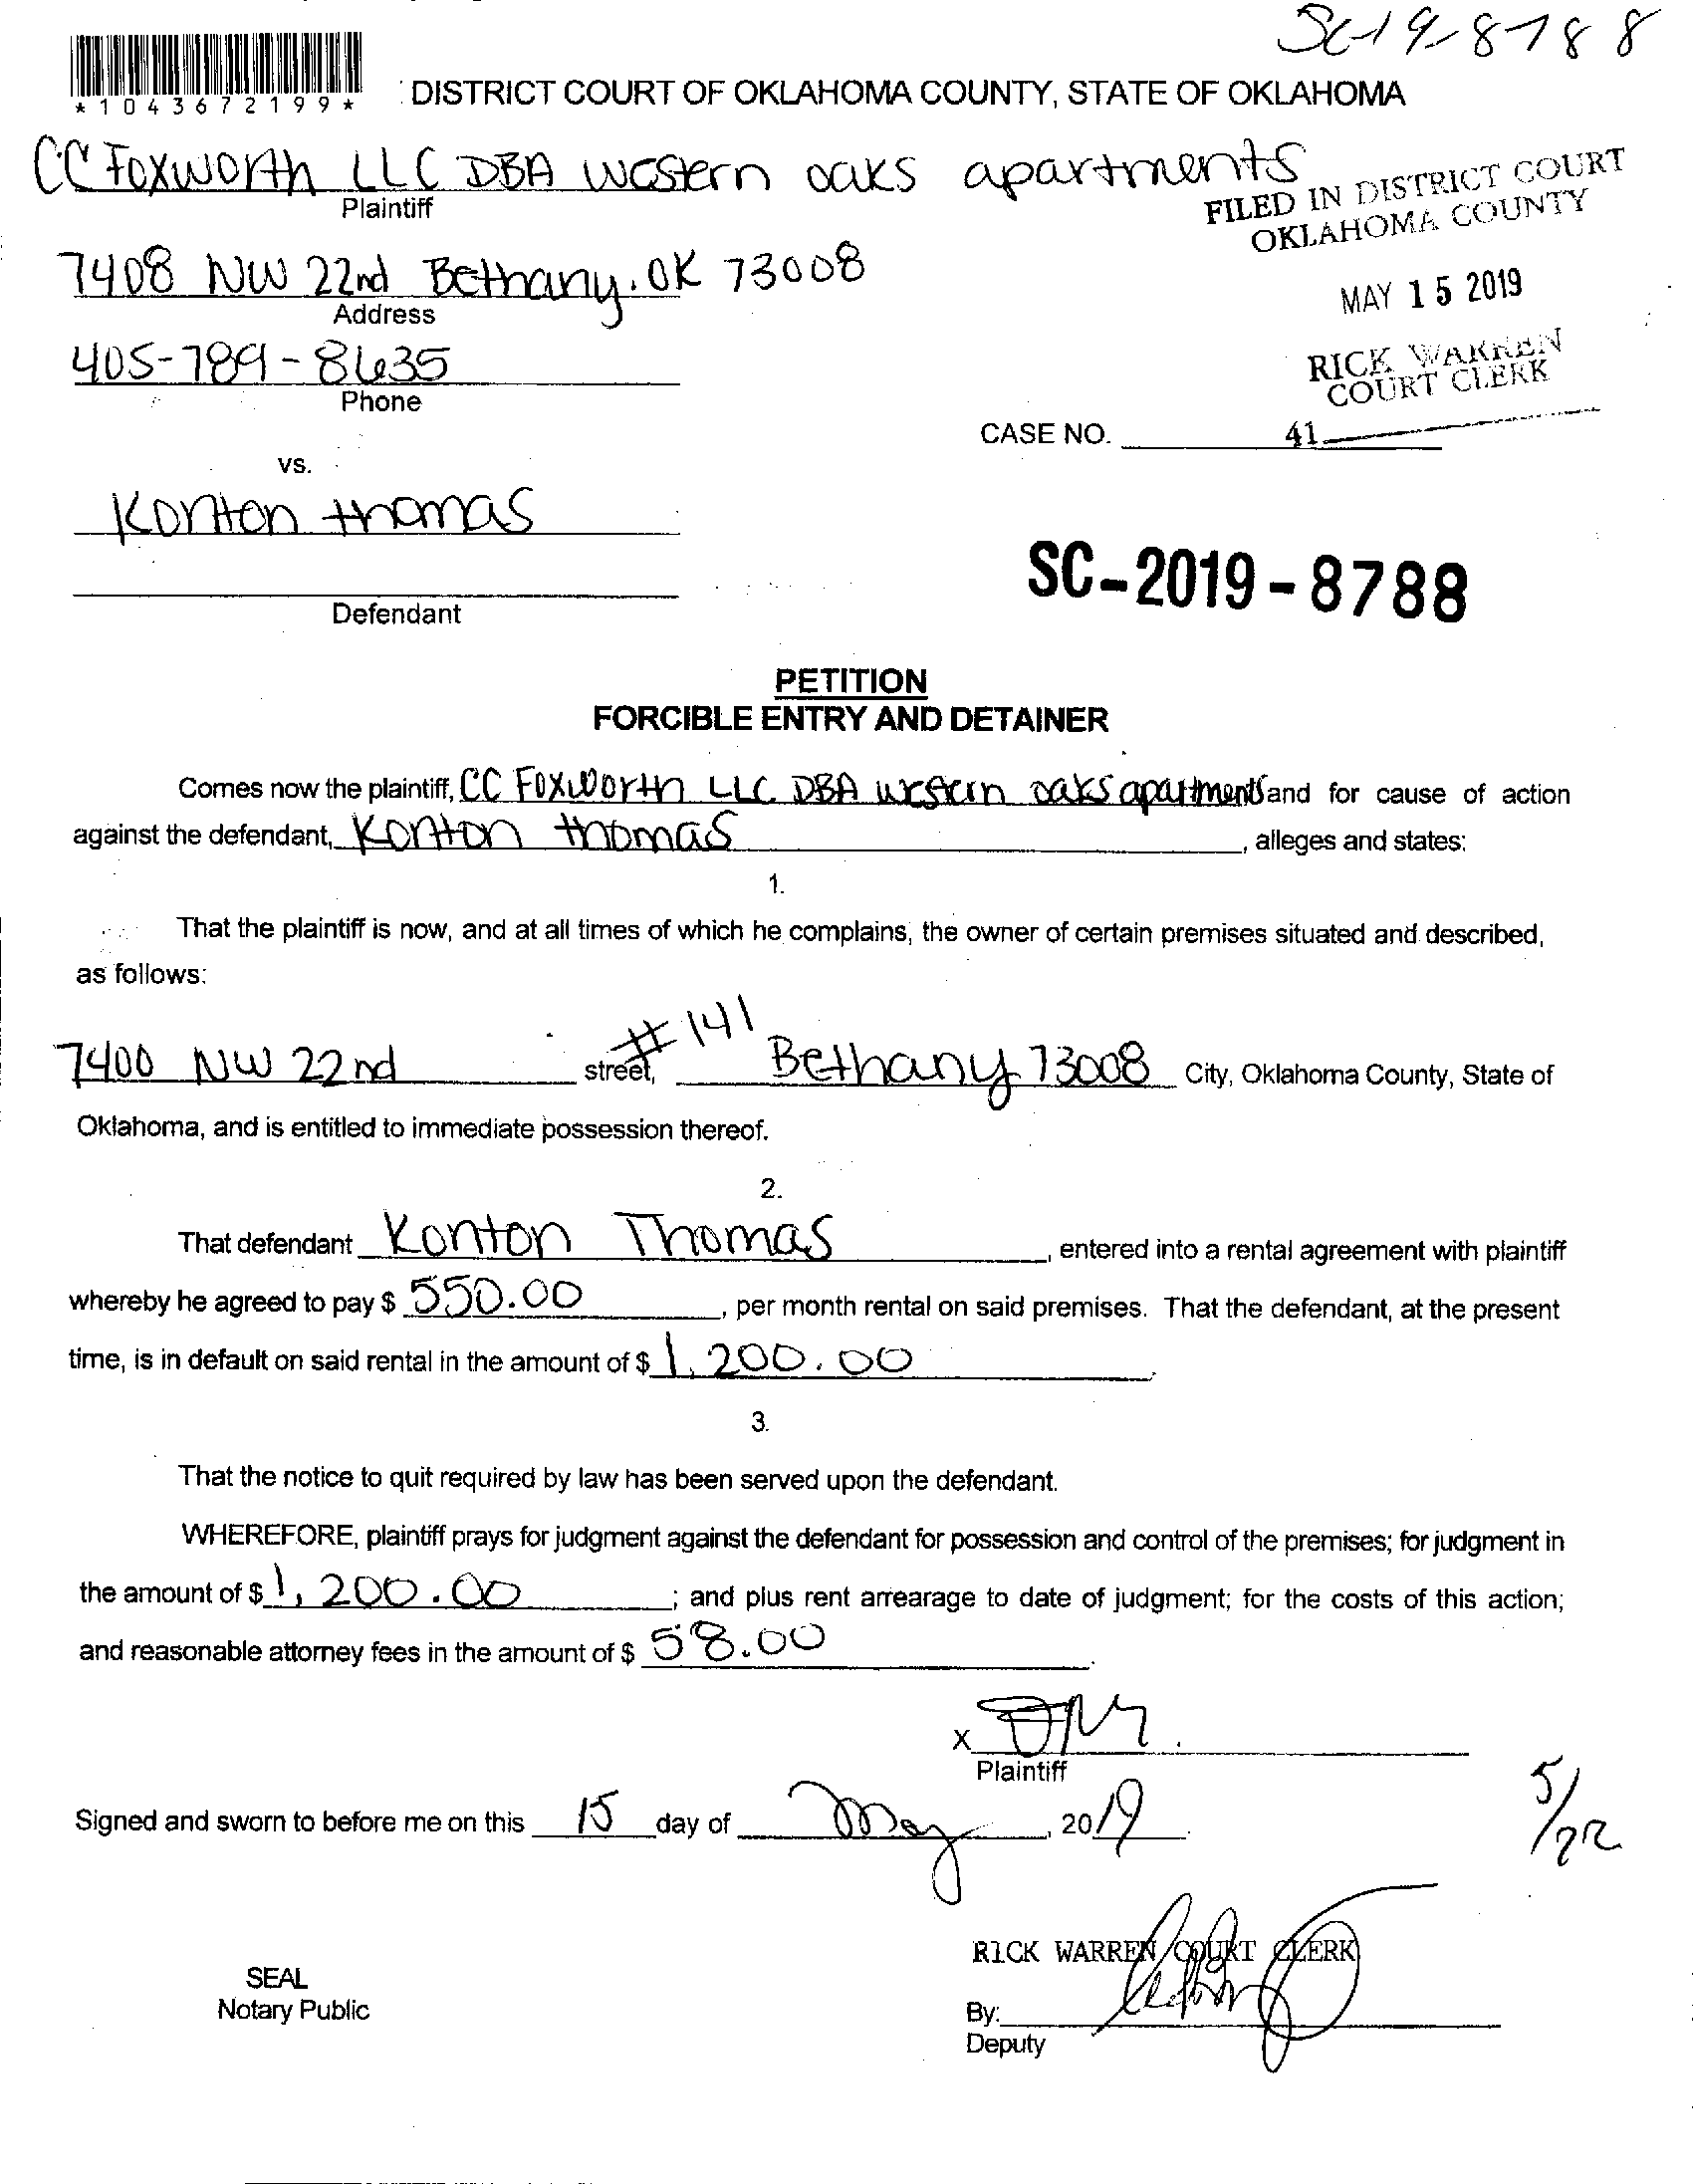 SC-19-8788
*1043672199*
DISTRICT COURT OF OKLAHOMA COUNTY, STATE OF OKLAHOMA
CC Foxworth LLC DBA Western oaks apartments
Plaintiff
FILED IN DISTRICT COURT
OKLAHOMA COUNTY
7408 NW 22nd Bethany, OK 73008
Address
MAY 15 2019
405-789-8635
Phone
RICK WARREN
COURT CLERK
CASE NO. 41
vs.
Konton thomas
SC-2019-8788
Defendant
PETITION
FORCIBLE ENTRY AND DETAINER
Comes now the plaintiff, CC Foxworth LLC DBA western oaks apartments and for cause of action
against the defendant, Konton thomas, alleges and states:
1.
That the plaintiff is now, and at all times of which he complains, the owner of certain premises situated and described,
as follows:
7400 NW 22nd street, #141 Bethany 73008 City, Oklahoma County, State of
Oklahoma, and is entitled to immediate possession thereof.
2.
That defendant Konton Thomas, entered into a rental agreement with plaintiff
whereby he agreed to pay $ 550.00, per month rental on said premises. That the defendant, at the present
time, is in default on said rental in the amount of $ 1,200.00.
3.
That the notice to quit required by law has been served upon the defendant.
WHEREFORE, plaintiff prays for judgment against the defendant for possession and control of the premises; for judgment in
the amount of $ 1,200.00; and plus rent arrearage to date of judgment; for the costs of this action;
and reasonable attorney fees in the amount of $ 58.00.
X
Plaintiff
Signed and sworn to before me on this 15 day of May, 2019
5/22
RICK WARREN COURT CLERK
SEAL
Notary Public
By:
Deputy